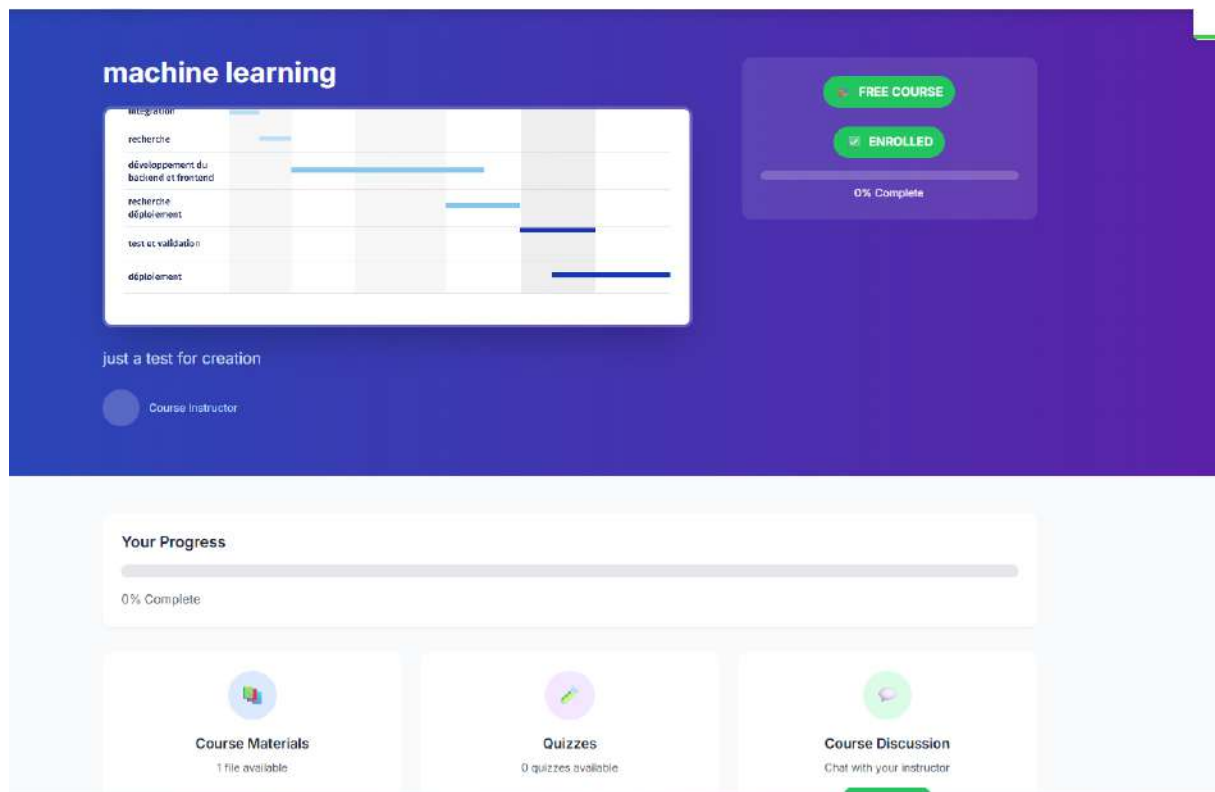 machine learning
intégration
recherche
développement du
backend et frontend
recherche
déploiement
test et validation
déploiement
just a test for creation
Course Instructor
FREE COURSE
ENROLLED
0% Complete
Your Progress
0% Complete
Course Materials
1 file available
Quizzes
0 quizzes available
Course Discussion
Chat with your instructor